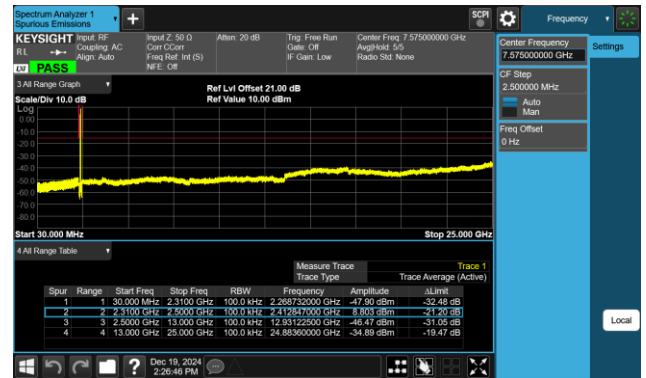 Spectrum Analyzer 1
Spurious Emissions
SCPI
Frequency
KEYSIGHT
RL
LXI PASS
Input: RF
Coupling: AC
Align: Auto
Input Z: 50 Ω
Corr CCorr
Freq Ref: Int (S)
NFE: Off
Atten: 20 dB
Trig: Free Run
Gate: Off
IF Gain: Low
Center Freq: 7.575000000 GHz
Avg|Hold: 5/5
Radio Std: None
Center Frequency
7.575000000 GHz
Settings
CF Step
2.500000 MHz
Auto
Man
Freq Offset
0 Hz
3 All Range Graph
Scale/Div 10.0 dB
Ref Lvl Offset 21.00 dB
Ref Value 10.00 dBm
Log
0.00
-10.0
-20.0
-30.0
-40.0
-50.0
-60.0
-70.0
-80.0
Start 30.000 MHz
Stop 25.000 GHz
4 All Range Table
Measure Trace Trace 1
Trace Type Trace Average (Active)
Spur Range Start Freq Stop Freq RBW Frequency Amplitude ΔLimit
1 1 30.000 MHz 2.3100 GHz 100.0 kHz 2.268732000 GHz -47.90 dBm -32.48 dB
2 2 2.3100 GHz 2.5000 GHz 100.0 kHz 2.412847000 GHz 8.803 dBm -21.20 dB
3 3 2.5000 GHz 13.000 GHz 100.0 kHz 12.93122500 GHz -46.47 dBm -31.05 dB
4 4 13.000 GHz 25.000 GHz 100.0 kHz 24.88360000 GHz -34.89 dBm -19.47 dB
Local
Dec 19, 2024
2:26:46 PM